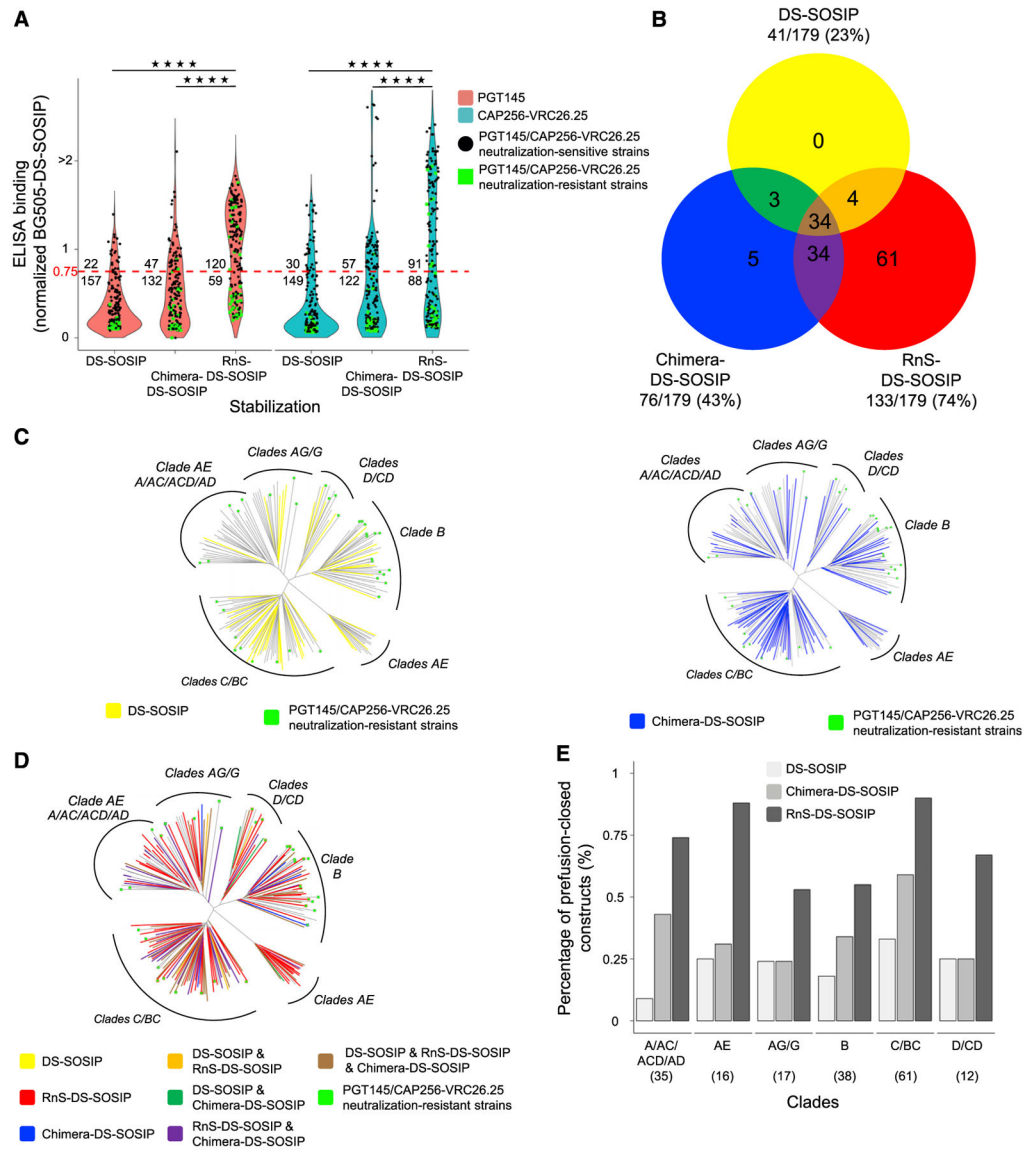 A
★★★★
★★★★
★★★★
★★★★
PGT145
CAP256-VRC26.25
PGT145/CAP256-VRC26.25
neutralization-sensitive strains
PGT145/CAP256-VRC26.25
neutralization-resistant strains
ELISA binding
(normalized BG505-DS-SOSIP)
>2
1
0.75
0
22
157
47
132
120
59
30
149
57
122
91
88
DS-SOSIP
Chimera-
DS-SOSIP
RnS-
DS-SOSIP
DS-SOSIP
Chimera-
DS-SOSIP
RnS-
DS-SOSIP
Stabilization
B
DS-SOSIP
41/179 (23%)
0
3
4
34
5
34
61
Chimera-
DS-SOSIP
76/179 (43%)
RnS-
DS-SOSIP
133/179 (74%)
C
Clades AG/G
Clade AE
A/AC/ACD/AD
Clades
D/CD
Clade B
Clades AE
Clades C/BC
DS-SOSIP
PGT145/CAP256-VRC26.25
neutralization-resistant strains
Clades AG/G
Clades
A/AC/ACD/AD
Clades
D/CD
Clade B
Clades AE
Clades C/BC
Chimera-DS-SOSIP
PGT145/CAP256-VRC26.25
neutralization-resistant strains
D
Clades AG/G
Clade AE
A/AC/ACD/AD
Clades
D/CD
Clade
B
Clades AE
Clades C/BC
DS-SOSIP
RnS-DS-SOSIP
Chimera-DS-SOSIP
DS-SOSIP &
RnS-DS-SOSIP
DS-SOSIP &
Chimera-DS-SOSIP
RnS-DS-SOSIP &
Chimera-DS-SOSIP
DS-SOSIP & RnS-DS-SOSIP
& Chimera-DS-SOSIP
PGT145/CAP256-VRC26.25
neutralization-resistant strains
E
DS-SOSIP
Chimera-DS-SOSIP
RnS-DS-SOSIP
Percentage of prefusion-closed
constructs (%)
1
0.75
0.5
0.25
0
A/AC/
ACD/AD
(35)
AE
(16)
AG/G
(17)
B
(38)
C/BC
(61)
D/CD
(12)
Clades